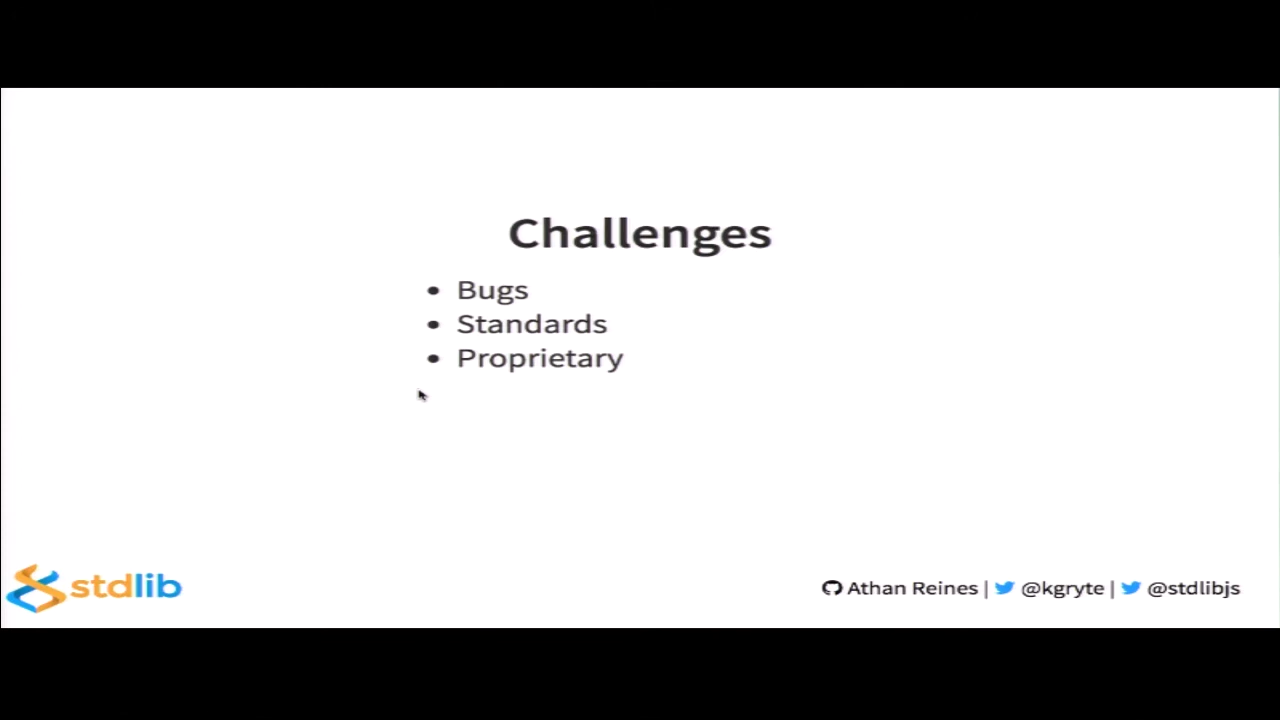 Challenges
• Bugs
• Standards
• Proprietary
stdlib
Athan Reines | @kgryte | @stdlibjs